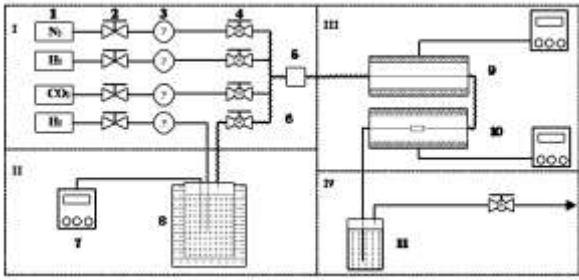 I 1 2 3 4 III
N₂ ?
H₂ ? 5
CO₂ ? 9
H₂ ? 6 10
II IV
7 8 11